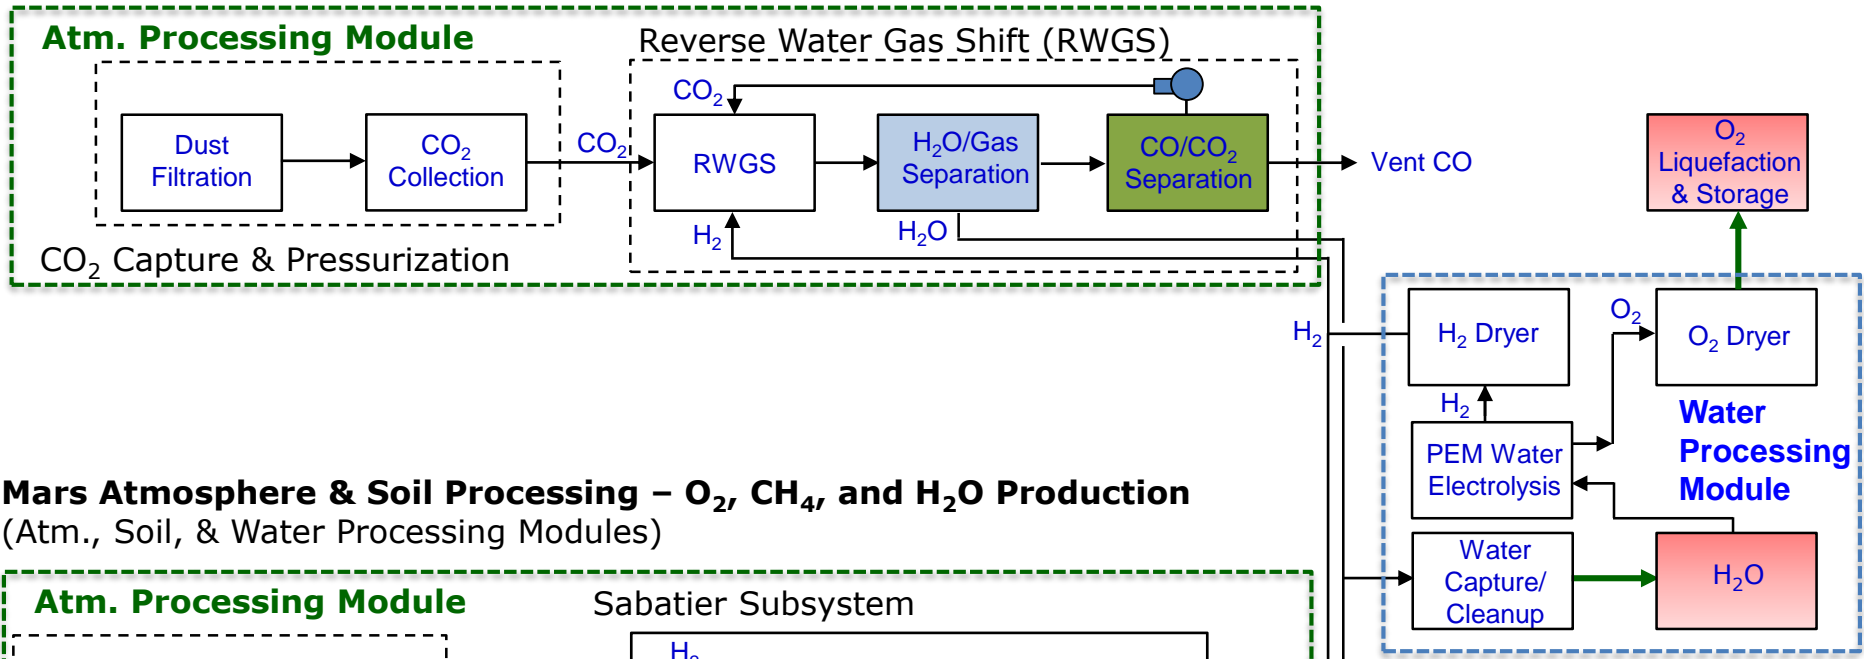 Atm. Processing Module
Reverse Water Gas Shift (RWGS)
Dust
Filtration
CO₂
Collection
CO₂
CO₂
RWGS
H₂
H₂O/Gas
Separation
H₂O
CO/CO₂
Separation
Vent CO
CO₂ Capture & Pressurization
O₂
Liquefaction
& Storage
H₂
H₂ Dryer
O₂
O₂ Dryer
H₂
PEM Water
Electrolysis
Water
Processing
Module
Water
Capture/
Cleanup
H₂O
Mars Atmosphere & Soil Processing – O₂, CH₄, and H₂O Production
(Atm., Soil, & Water Processing Modules)
Atm. Processing Module
Sabatier Subsystem
H₂